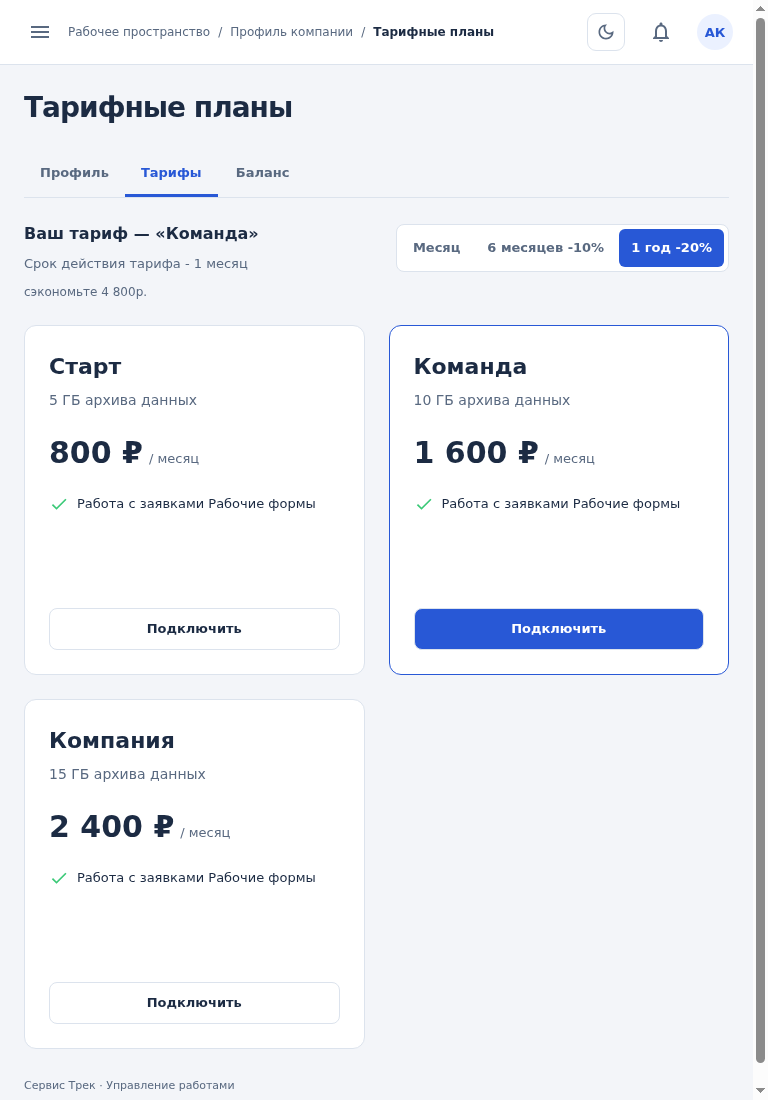 Рабочее пространство / Профиль компании / Тарифные планы
АК
Тарифные планы
Профиль Тарифы Баланс
Ваш тариф — «Команда»
Срок действия тарифа - 1 месяц
сэкономьте 4 800р.
Месяц 6 месяцев -10% 1 год -20%
Старт
5 ГБ архива данных
800 ₽ / месяц
Работа с заявками Рабочие формы
Подключить
Команда
10 ГБ архива данных
1 600 ₽ / месяц
Работа с заявками Рабочие формы
Подключить
Компания
15 ГБ архива данных
2 400 ₽ / месяц
Работа с заявками Рабочие формы
Подключить
Сервис Трек · Управление работами